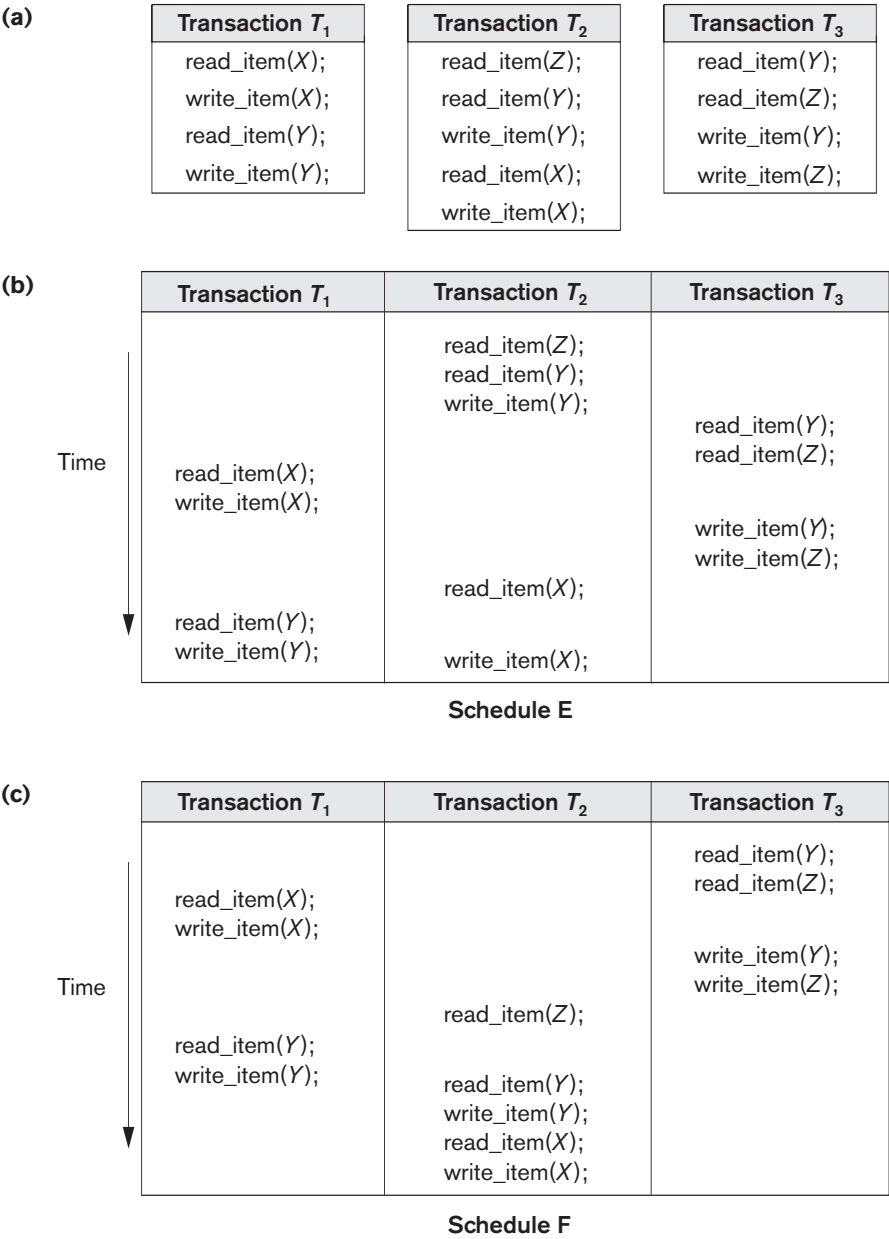 (a)
Transaction T1 Transaction T2 Transaction T3
read_item(X); read_item(Z); read_item(Y);
write_item(X); read_item(Y); read_item(Z);
read_item(Y); write_item(Y); write_item(Y);
write_item(Y); read_item(X); write_item(Z);
write_item(X);
(b)
Transaction T1 Transaction T2 Transaction T3
read_item(Z);
read_item(Y);
write_item(Y);
read_item(Y);
Time read_item(Z);
read_item(X);
write_item(X);
write_item(Y);
write_item(Z);
read_item(X);
read_item(Y);
write_item(Y); write_item(X);
Schedule E
(c)
Transaction T1 Transaction T2 Transaction T3
read_item(Y);
read_item(Z);
read_item(X);
write_item(X);
write_item(Y);
Time write_item(Z);
read_item(Z);
read_item(Y);
write_item(Y);
read_item(Y);
write_item(Y);
read_item(X);
write_item(X);
Schedule F